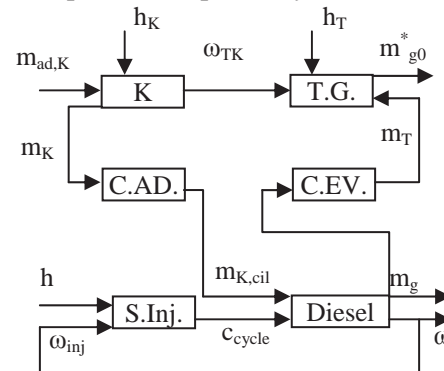 h_K
h_T
m_ad,K
ω_TK
m*_g0
K
T.G.
m_K
m_T
C.AD.
C.EV.
m_K,cil
m_g
h
S.Inj.
Diesel
ω_inj
c_cycle
ω